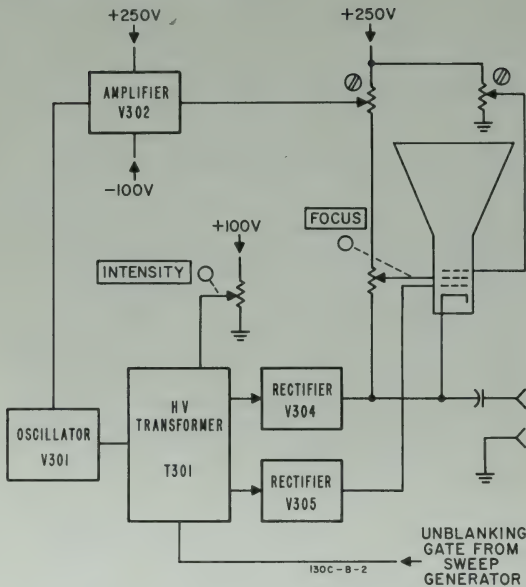 +250V
+250V
AMPLIFIER
V302
-100V
+100V
FOCUS
INTENSITY
HV
TRANSFORMER
T301
RECTIFIER
V304
OSCILLATOR
V301
RECTIFIER
V305
130C-B-2
UNBLANKING
GATE FROM
SWEEP
GENERATOR